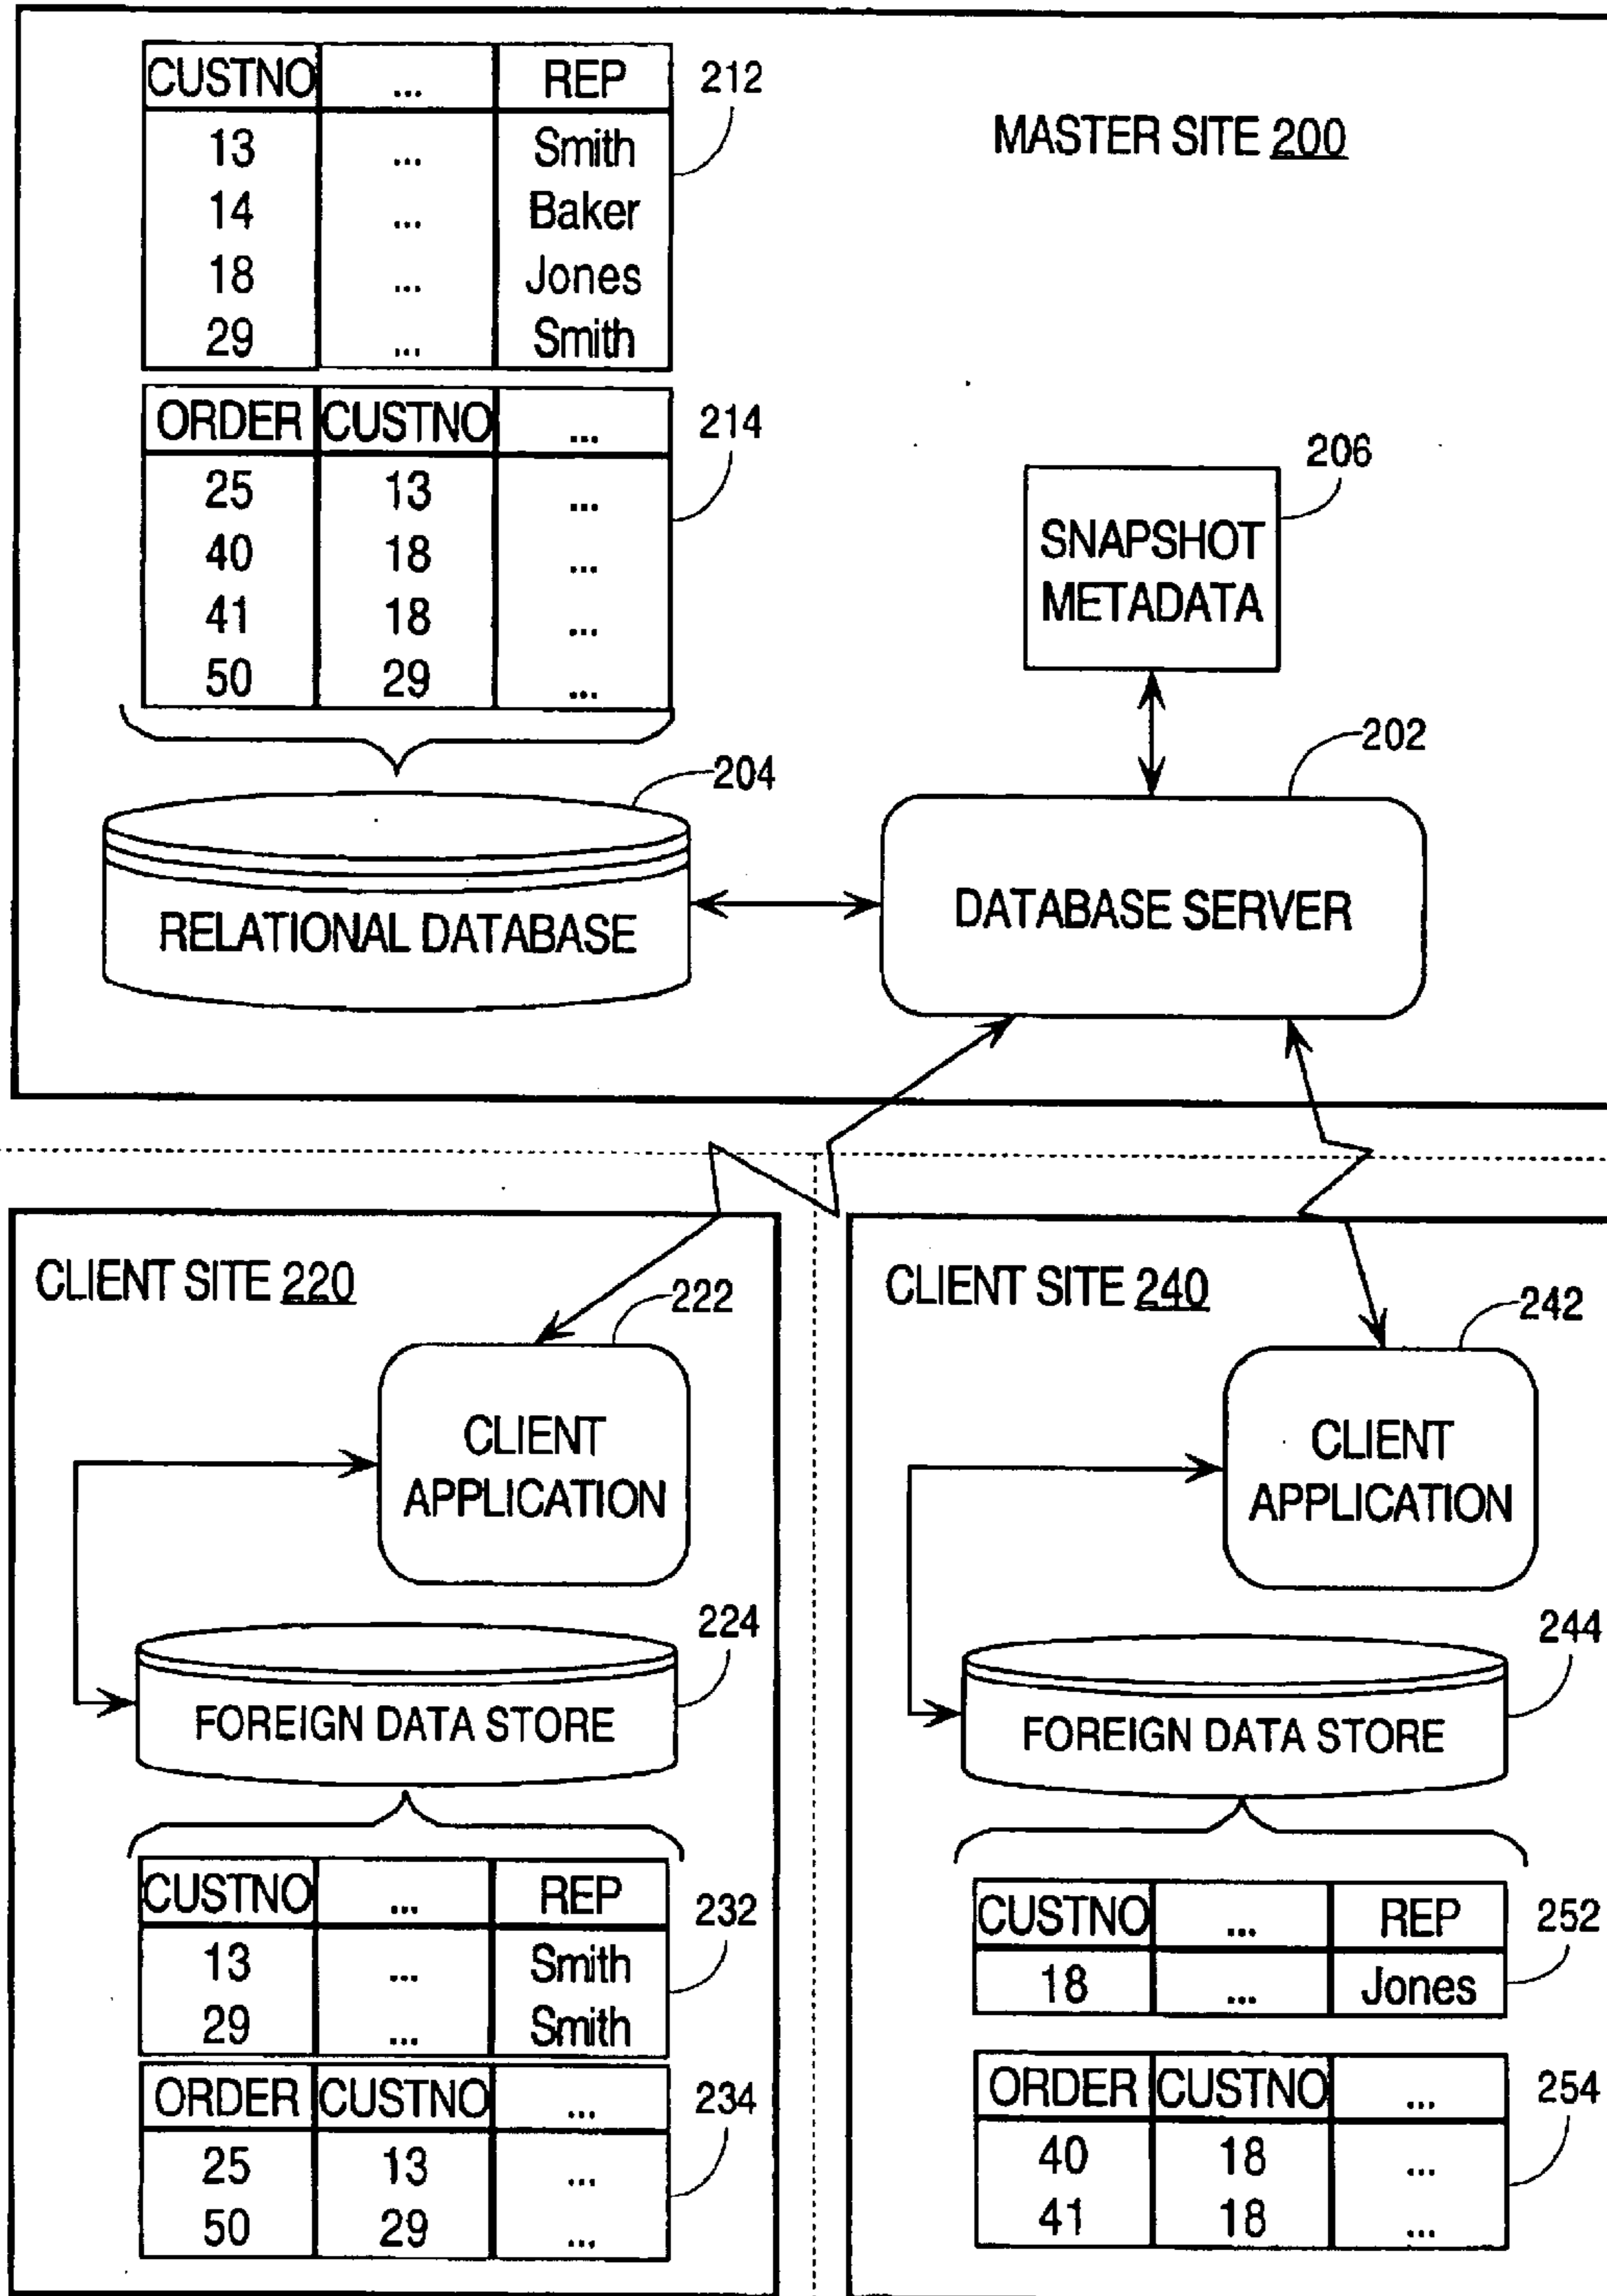 CUSTNO ... REP
13 ... Smith
14 ... Baker
18 ... Jones
29 ... Smith
212
MASTER SITE 200
ORDER CUSTNO ...
25 13 ...
40 18 ...
41 18 ...
50 29 ...
214
206
SNAPSHOT
METADATA
202
204
RELATIONAL DATABASE
DATABASE SERVER
CLIENT SITE 220
222
CLIENT
APPLICATION
224
FOREIGN DATA STORE
CUSTNO ... REP
13 ... Smith
29 ... Smith
232
ORDER CUSTNO ...
25 13 ...
50 29 ...
234
CLIENT SITE 240
242
CLIENT
APPLICATION
244
FOREIGN DATA STORE
CUSTNO ... REP
18 ... Jones
252
ORDER CUSTNO ...
40 18 ...
41 18 ...
254